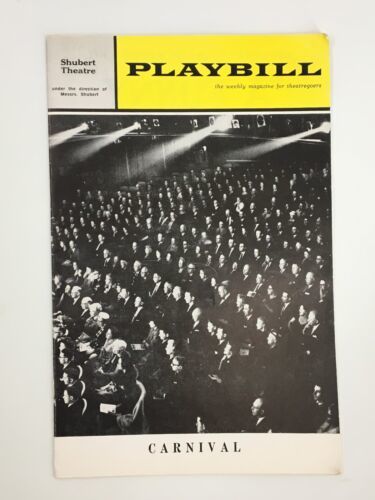 Shubert
Theatre
under the direction of
Messrs. Shubert
PLAYBILL
the weekly magazine for theatregoers
CARNIVAL